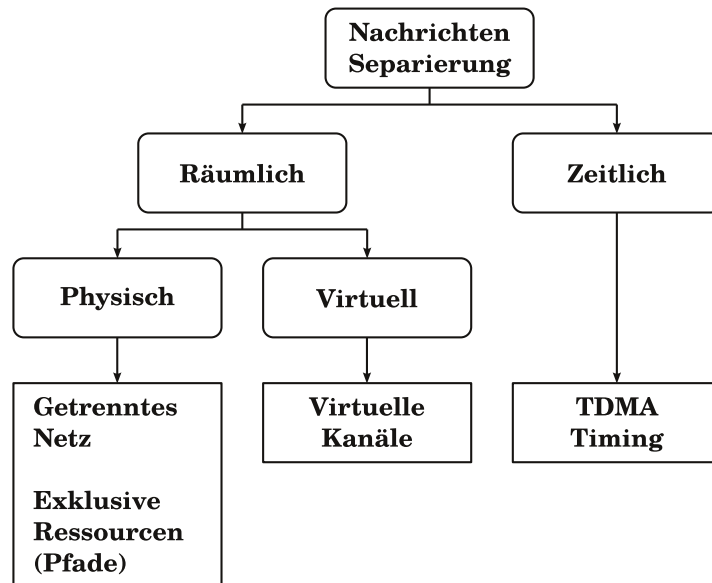 Nachrichten
Separierung
Räumlich
Zeitlich
Physisch
Virtuell
Getrenntes
Netz
Exklusive
Ressourcen
(Pfade)
Virtuelle
Kanäle
TDMA
Timing